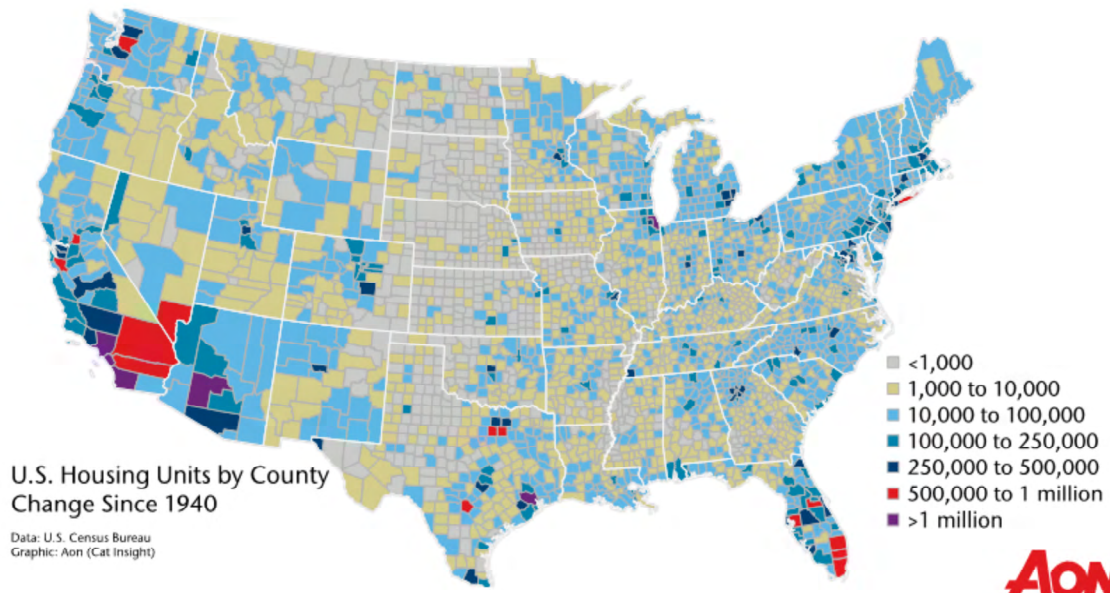 <1,000
1,000 to 10,000
10,000 to 100,000
100,000 to 250,000
250,000 to 500,000
500,000 to 1 million
>1 million
U.S. Housing Units by County
Change Since 1940
Data: U.S. Census Bureau
Graphic: Aon (Cat Insight)
AON